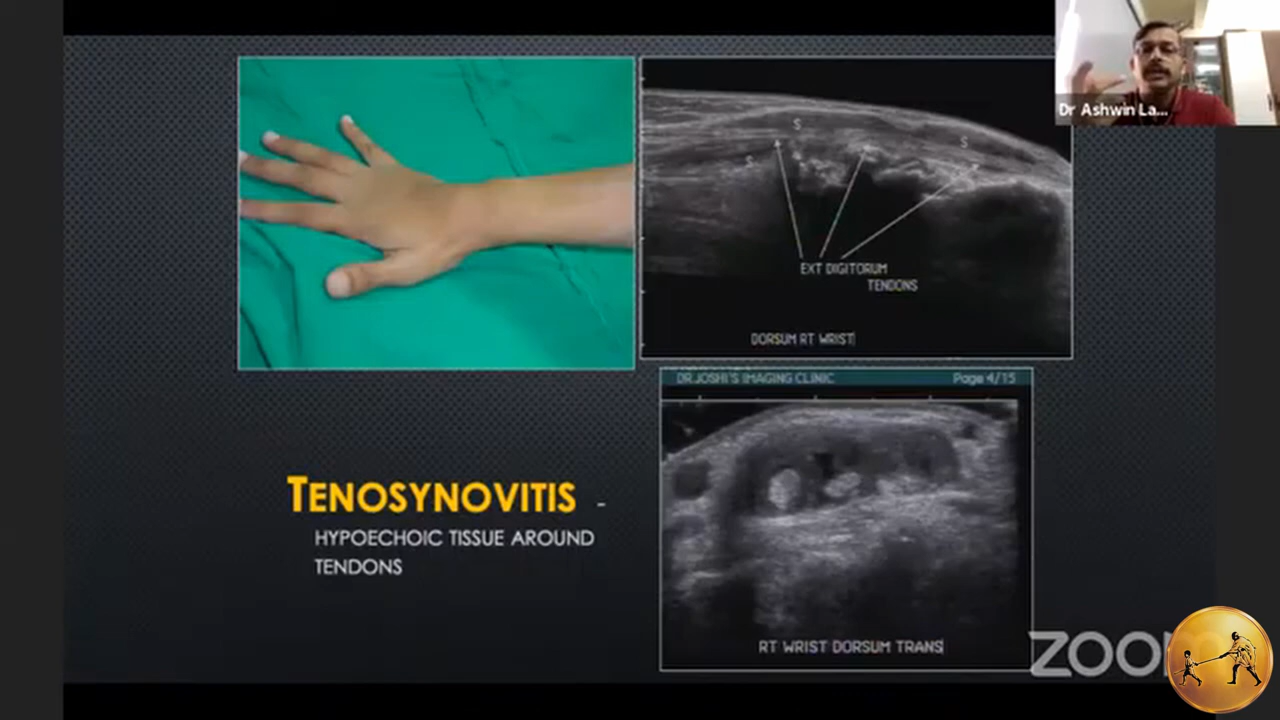 Dr Ashwin La...
S
S
S
EXT DIGITORUM
TENDONS
DORSUM RT WRIST
DR.JOSHI'S IMAGING CLINIC Page 4/15
TENOSYNOVITIS -
HYPOECHOIC TISSUE AROUND
TENDONS
RT WRIST DORSUM TRANS
ZOOM